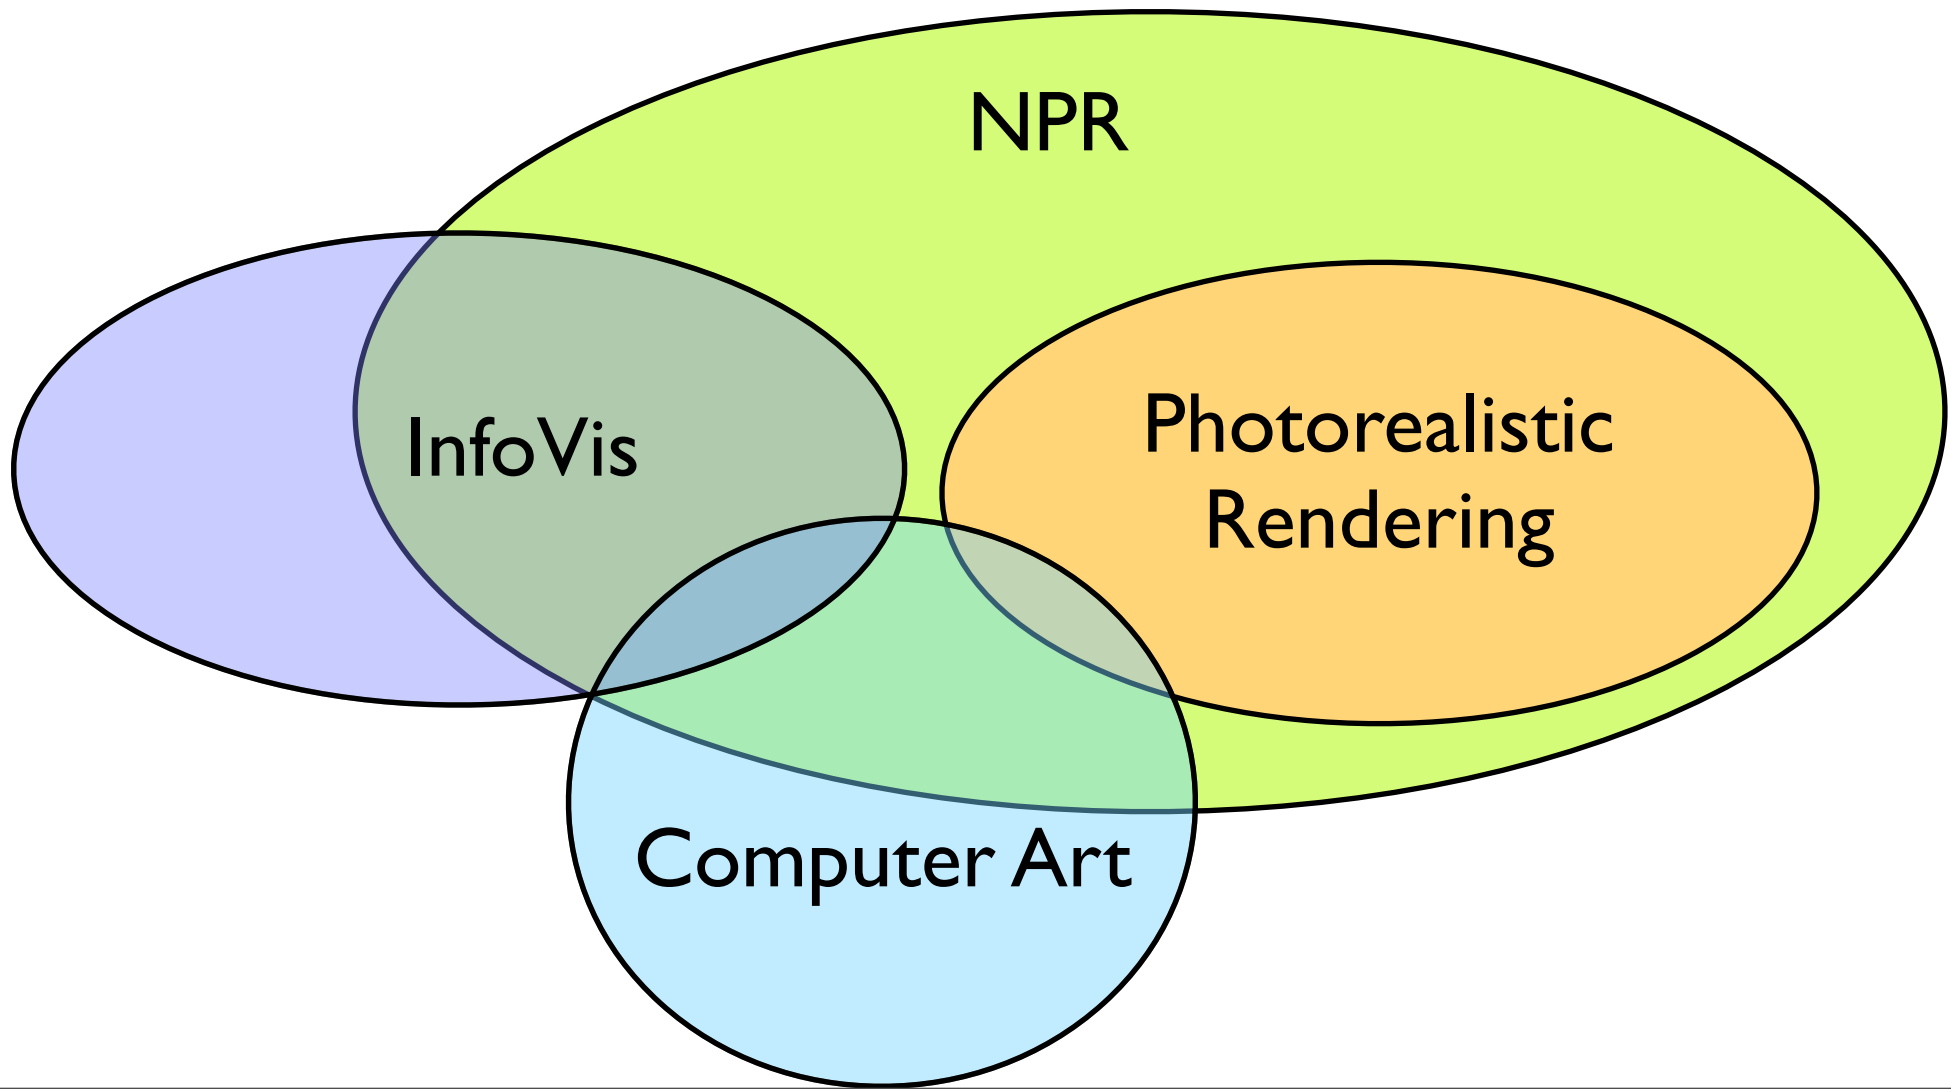 NPR
InfoVis
Photorealistic
Rendering
Computer Art